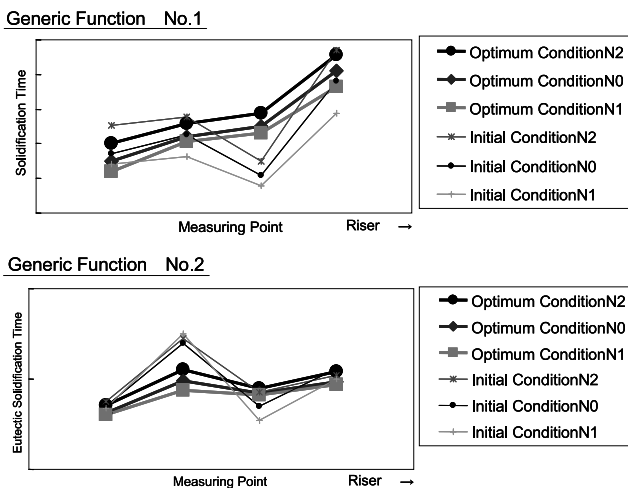 Generic Function No.1
Solidification Time
Measuring Point
Riser →
Optimum ConditionN2
Optimum ConditionN0
Optimum ConditionN1
Initial ConditionN2
Initial ConditionN0
Initial ConditionN1
Generic Function No.2
Eutectic Solidification Time
Measuring Point
Riser →
Optimum ConditionN2
Optimum ConditionN0
Optimum ConditionN1
Initial ConditionN2
Initial ConditionN0
Initial ConditionN1